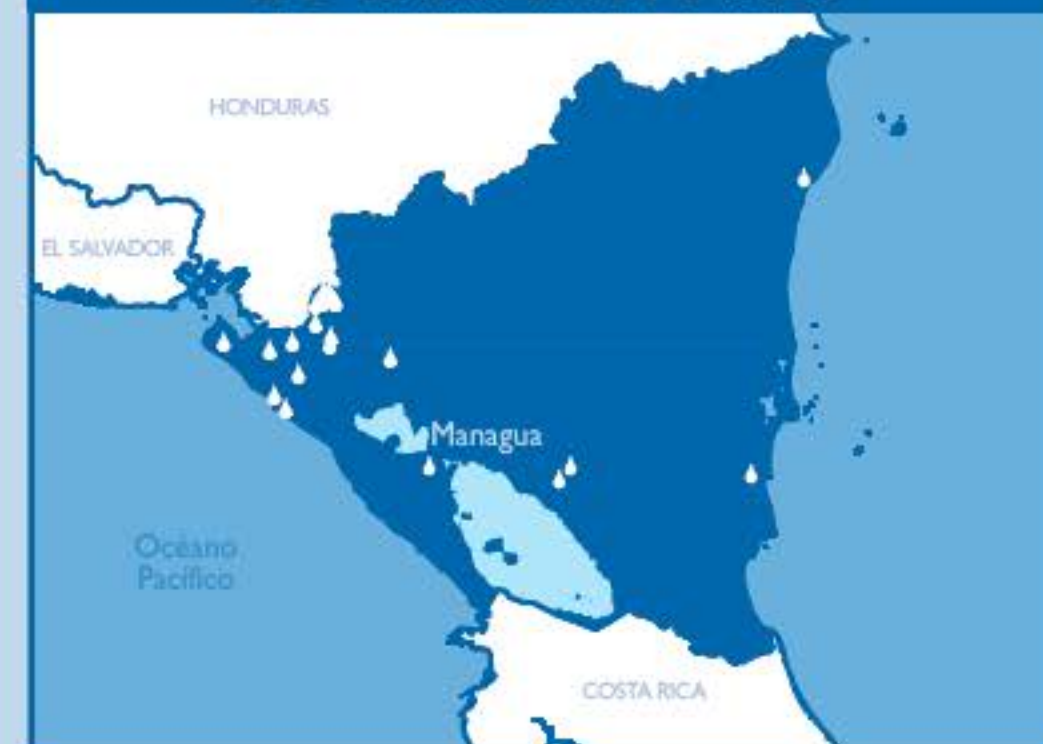 HONDURAS
EL SALVADOR
Managua
Océano
Pacífico
COSTA RICA